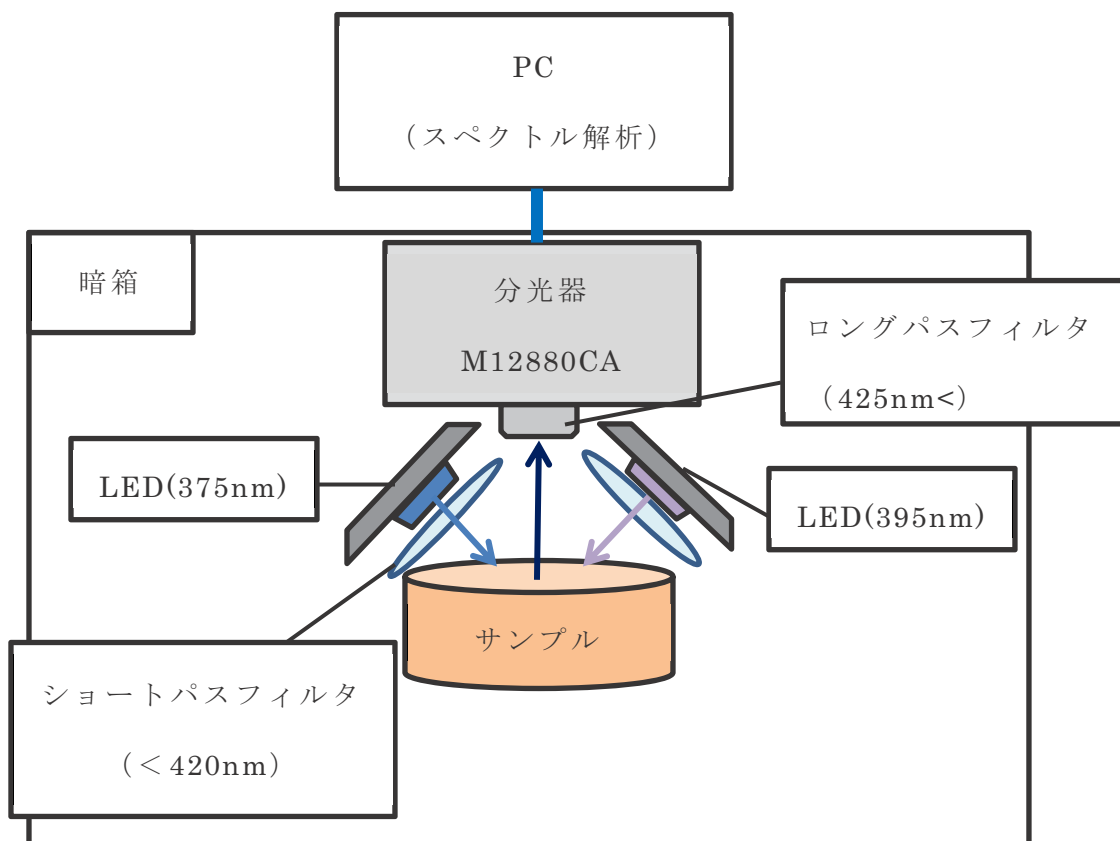 PC
（スペクトル解析）
暗箱
分光器
M12880CA
ロングパスフィルタ
（425nm<）
LED(375nm)
LED(395nm)
サンプル
ショートパスフィルタ
（＜420nm）